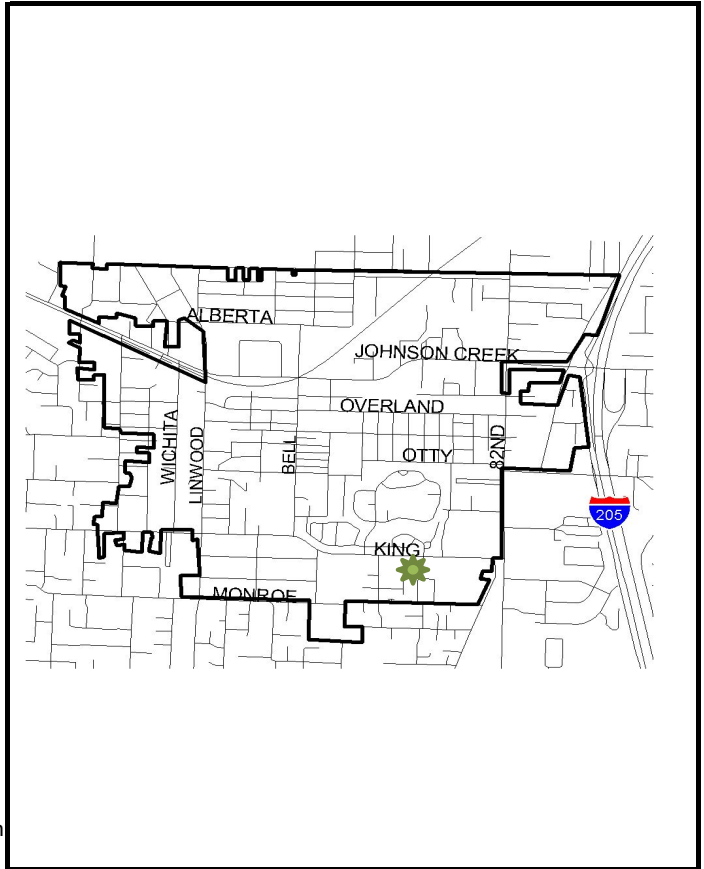 ALBERTA
JOHNSON CREEK
OVERLAND
WICHITA
LINWOOD
BELL
OTTY
82ND
205
KING
MONROE
n